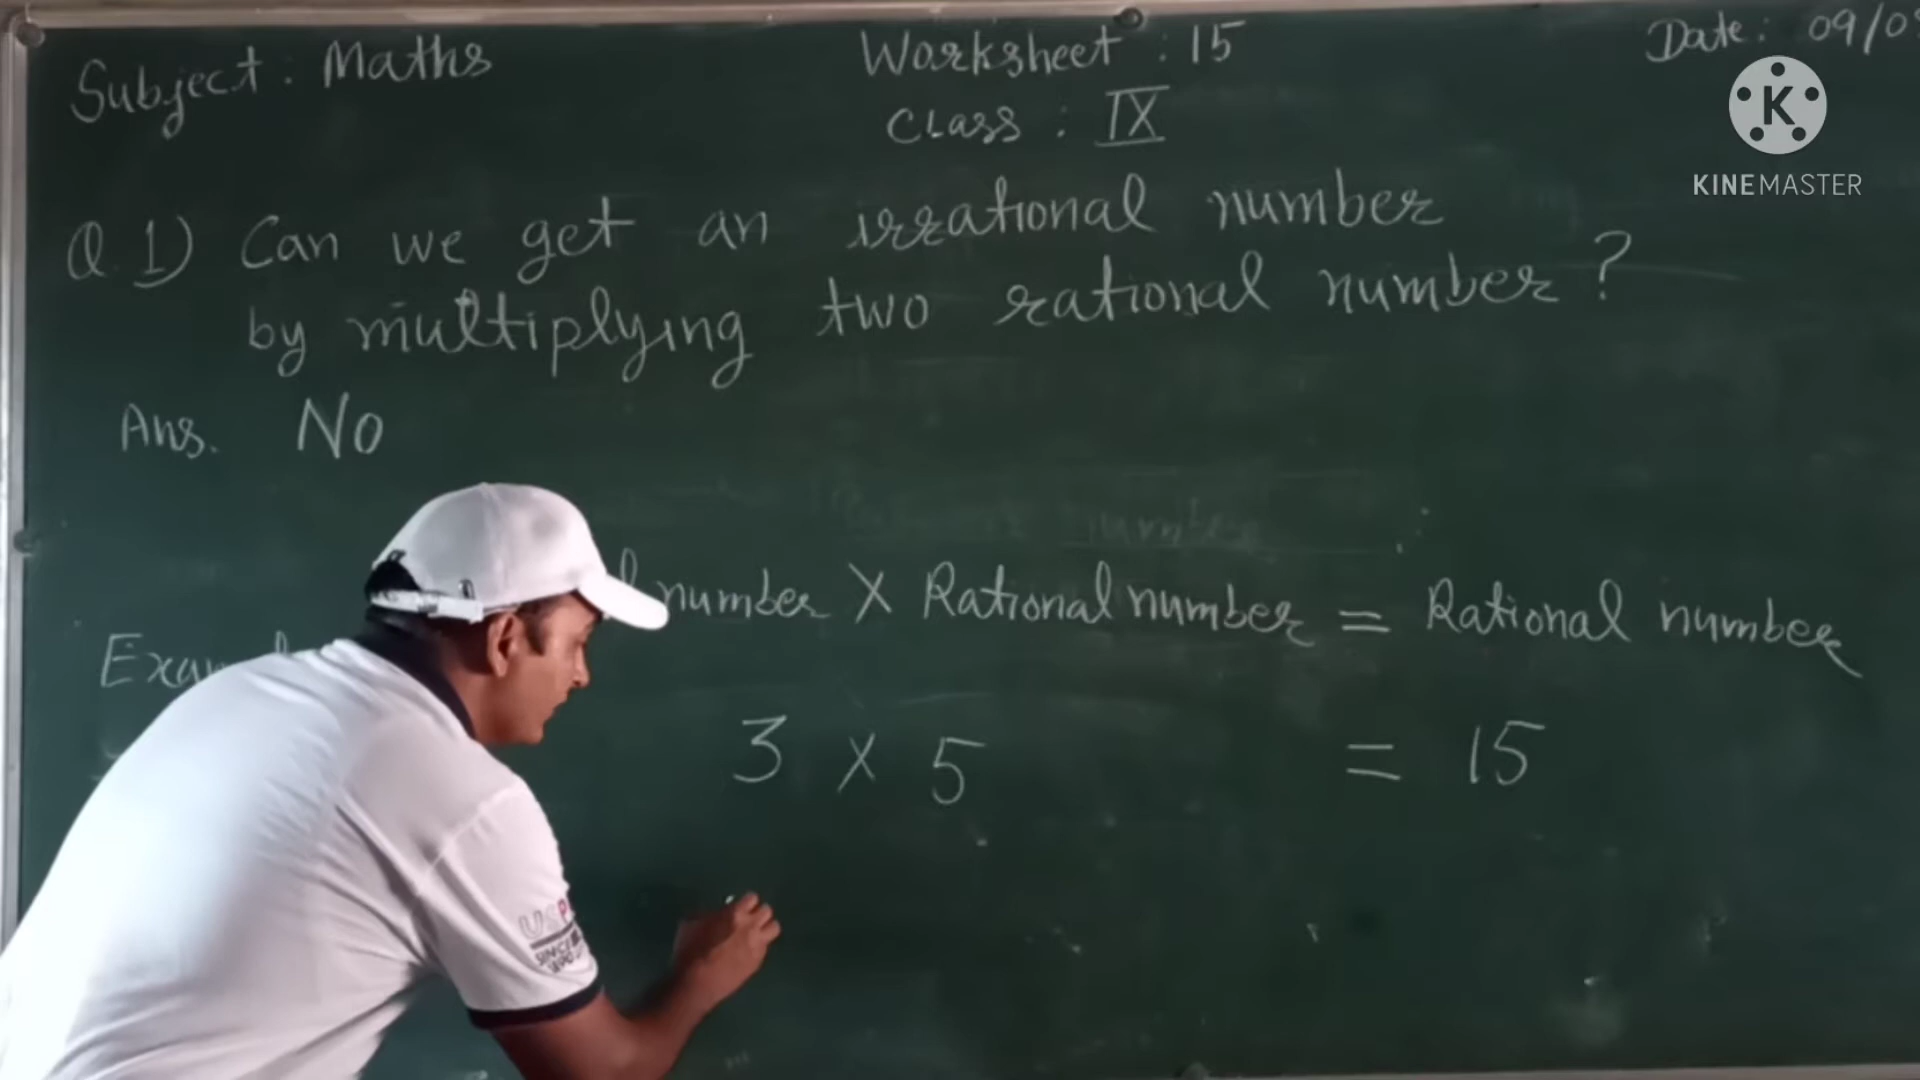 Subject : Maths
Worksheet : 15
Date : 09/0
Class : IX
KINEMASTER
Q.1) Can we get an irrational number
by multiplying two rational number ?
Ans. No
number X Rational number = Rational number
3 x 5 = 15